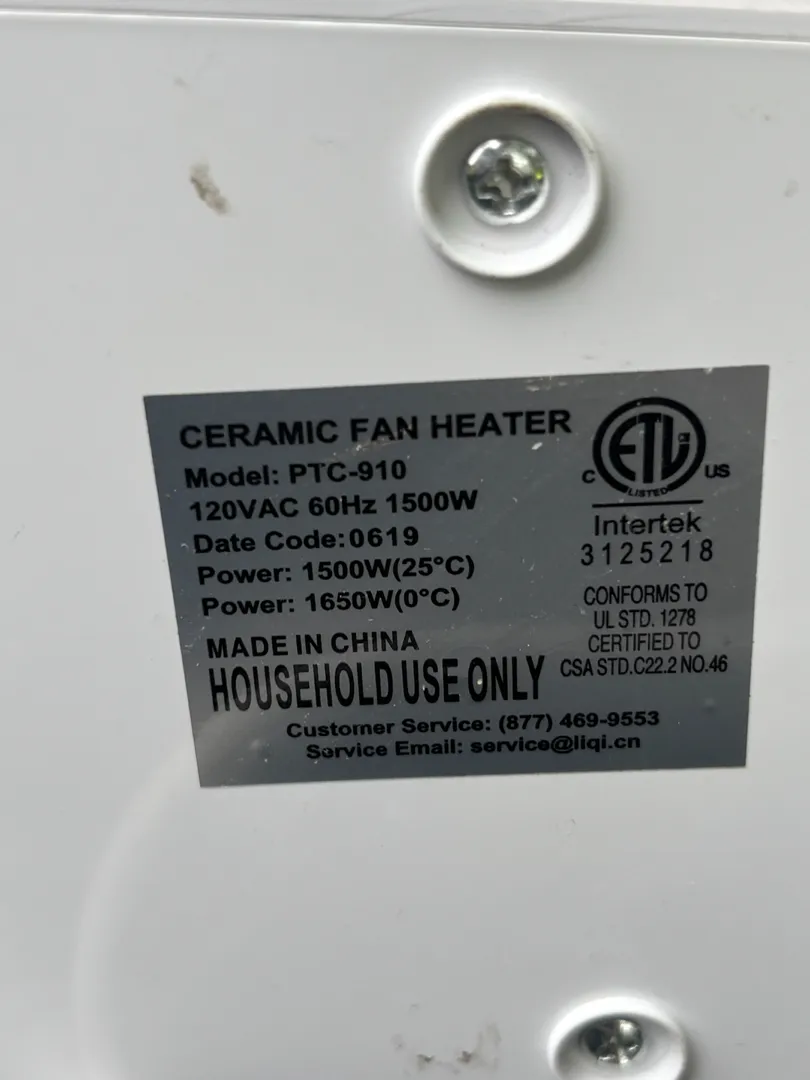 CERAMIC FAN HEATER
Model: PTC-910
120VAC 60Hz 1500W
Date Code:0619
Power: 1500W(25°C)
Power: 1650W(0°C)
MADE IN CHINA
HOUSEHOLD USE ONLY
ETL
C US
LISTED
Intertek
3125218
CONFORMS TO
UL STD. 1278
CERTIFIED TO
CSA STD.C22.2 NO.46
Customer Service: (877) 469-9553
Service Email: service@liqi.cn